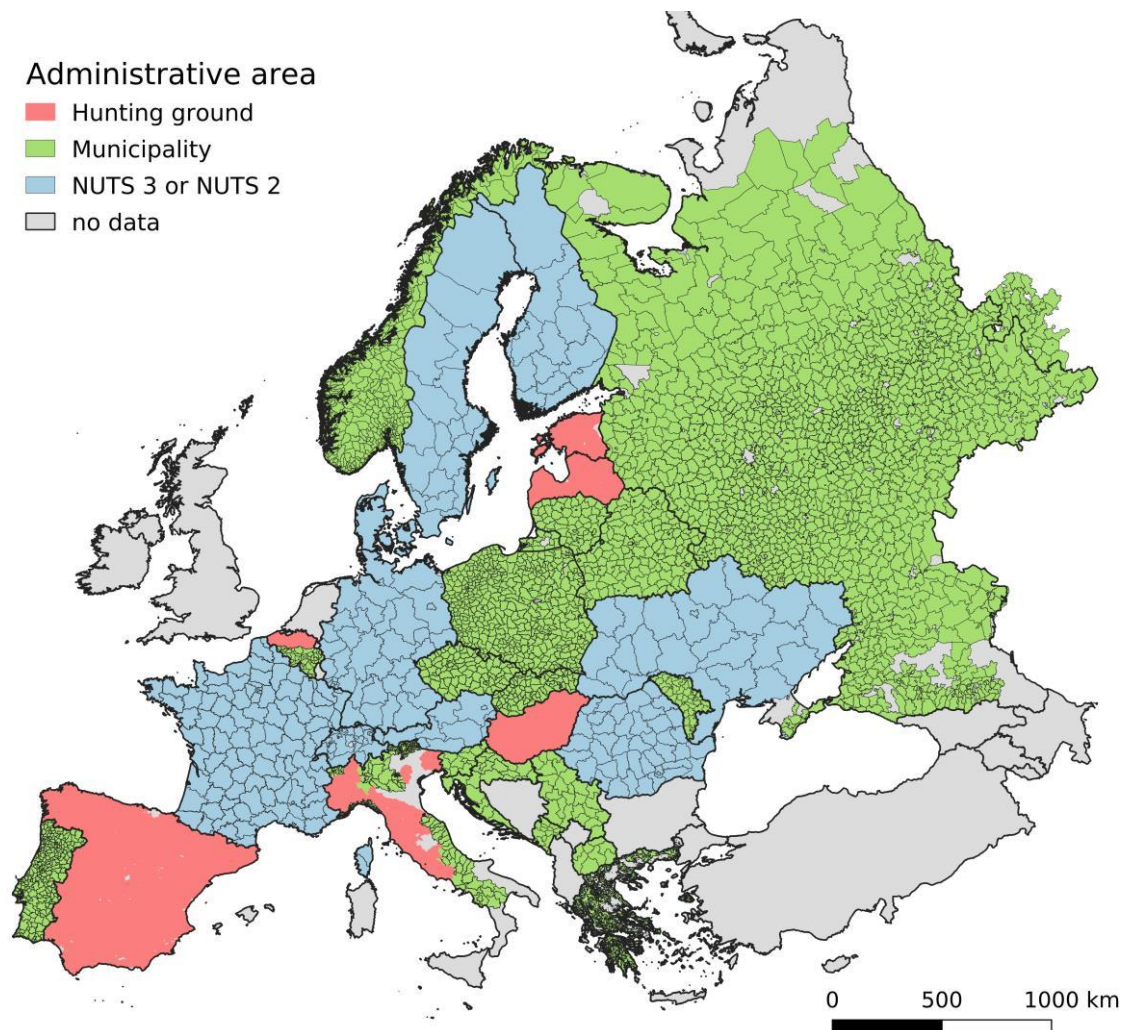 Administrative area
Hunting ground
Municipality
NUTS 3 or NUTS 2
no data
0 500 1000 km